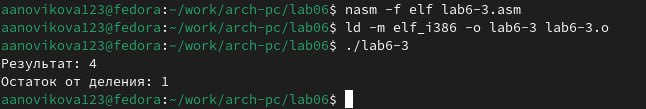 aanovikova123@fedora:~/work/arch-pc/lab06$ nasm -f elf lab6-3.asm
aanovikova123@fedora:~/work/arch-pc/lab06$ ld -m elf_i386 -o lab6-3 lab6-3.o
aanovikova123@fedora:~/work/arch-pc/lab06$ ./lab6-3
Результат: 4
Остаток от деления: 1
aanovikova123@fedora:~/work/arch-pc/lab06$